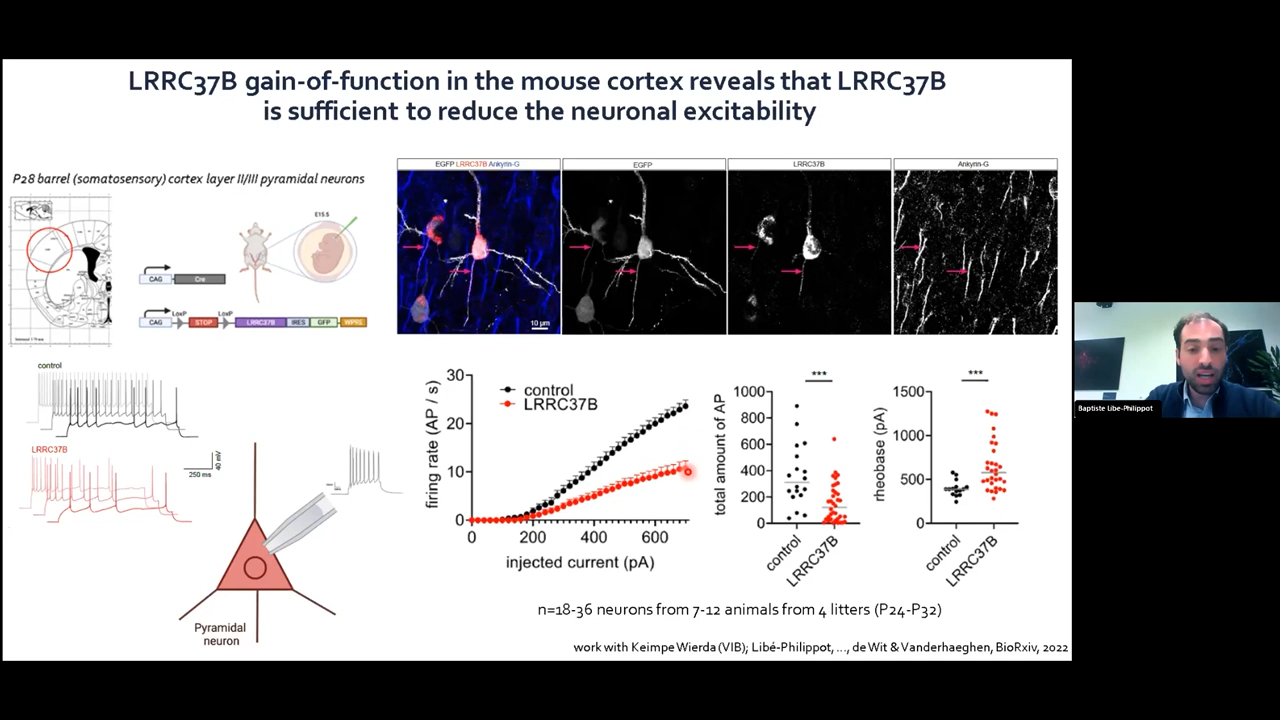 LRRC37B gain-of-function in the mouse cortex reveals that LRRC37B
is sufficient to reduce the neuronal excitability
P28 barrel (somatosensory) cortex layer II/III pyramidal neurons
E15.5
CAG Cre
LoxP LoxP
CAG STOP LRRC37B IRES GFP WPRE
EGFP LRRC37B Ankyrin-G
EGFP
LRRC37B
Ankyrin-G
10 µm
control
LRRC37B
40 mV
250 ms
Pyramidal
neuron
firing rate (AP / s)
30
20
10
0
control
LRRC37B
0 200 400 600
injected current (pA)
total amount of AP
***
1000
800
600
400
200
0
control
LRRC37B
rheobase (pA)
***
1500
1000
500
0
control
LRRC37B
n=18-36 neurons from 7-12 animals from 4 litters (P24-P32)
work with Keimpe Wierda (VIB); Libé-Philippot, ..., de Wit & Vanderhaeghen, BioRxiv, 2022
Baptiste Libe-Philippot